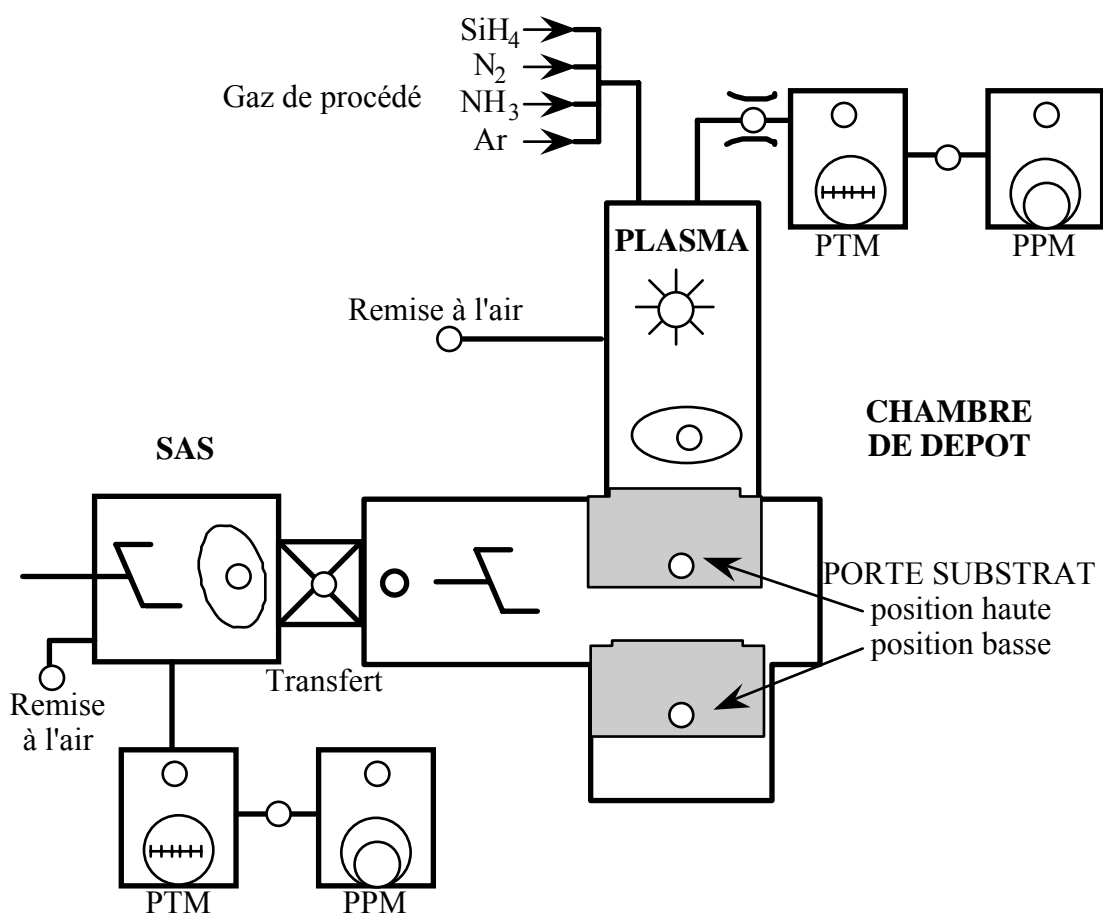 SiH4
N2
Gaz de procédé
NH3
Ar
PTM
PPM
PLASMA
Remise à l'air
CHAMBRE
DE DEPOT
SAS
PORTE SUBSTRAT
position haute
position basse
Transfert
Remise
à l'air
PTM
PPM